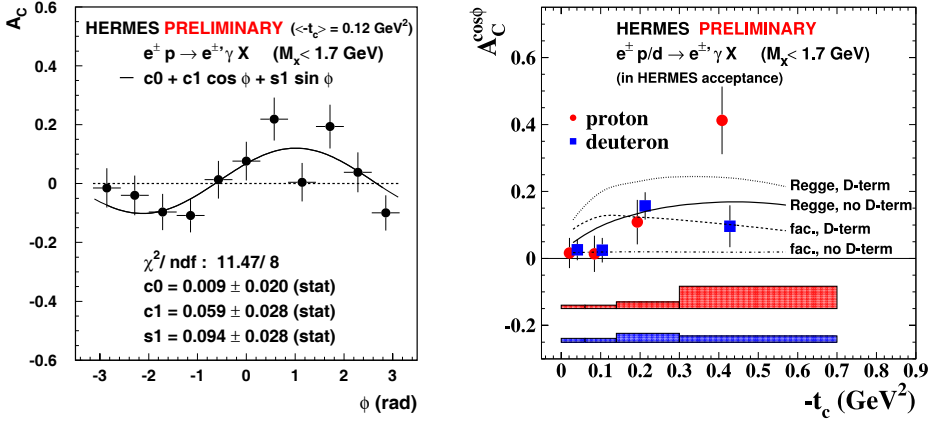 HERMES PRELIMINARY (<-t_c> = 0.12 GeV²)
e± p → e±' γ X (M_x< 1.7 GeV)
— c0 + c1 cos ϕ + s1 sin ϕ
A_C
0.6
0.4
0.2
0
-0.2
-0.4
-0.6
χ²/ ndf : 11.47/ 8
c0 = 0.009 ± 0.020 (stat)
c1 = 0.059 ± 0.028 (stat)
s1 = 0.094 ± 0.028 (stat)
-3 -2 -1 0 1 2 3
ϕ (rad)
HERMES PRELIMINARY
e± p/d → e±' γ X (M_x< 1.7 GeV)
(in HERMES acceptance)
A_C^cosϕ
0.6
0.4
0.2
0
-0.2
proton
deuteron
Regge, D-term
Regge, no D-term
fac., D-term
fac., no D-term
0 0.1 0.2 0.3 0.4 0.5 0.6 0.7 0.8 0.9
-t_c (GeV²)